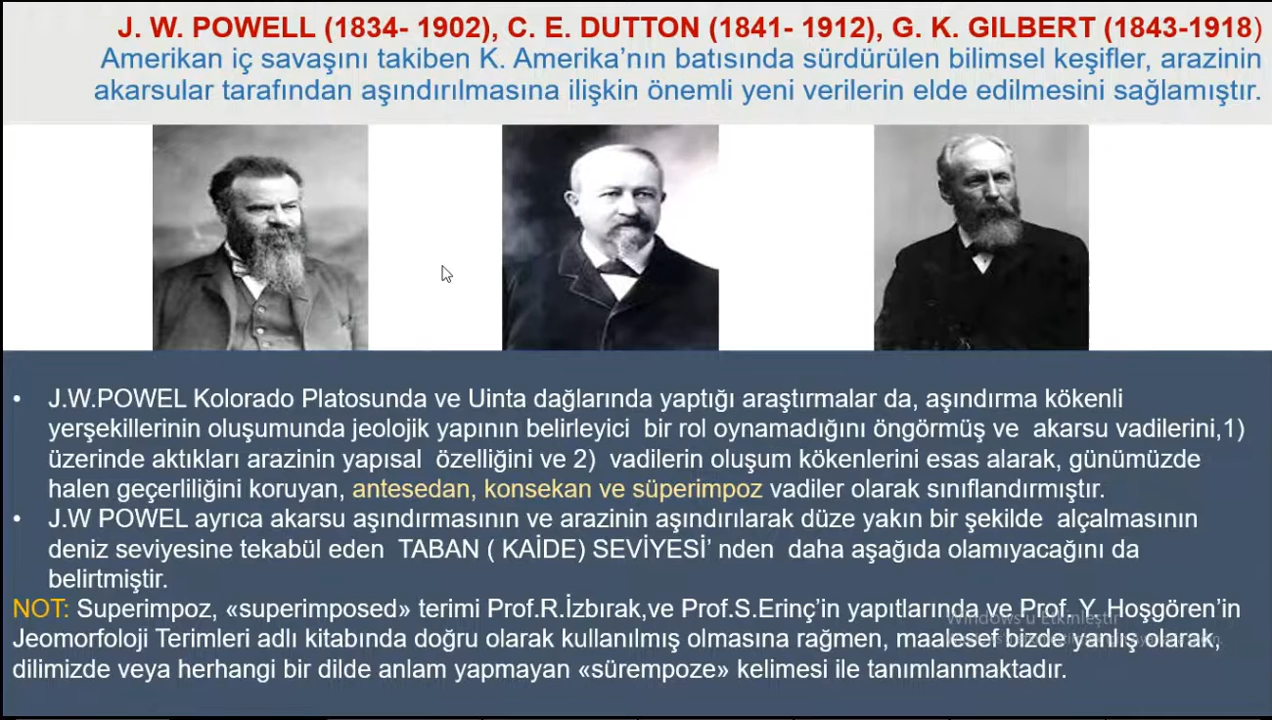 J. W. POWELL (1834- 1902), C. E. DUTTON (1841- 1912), G. K. GILBERT (1843-1918)
Amerikan iç savaşını takiben K. Amerika’nın batısında sürdürülen bilimsel keşifler, arazinin
akarsular tarafından aşındırılmasına ilişkin önemli yeni verilerin elde edilmesini sağlamıştır.
• J.W.POWEL Kolorado Platosunda ve Uinta dağlarında yaptığı araştırmalar da, aşındırma kökenli
yerşekillerinin oluşumunda jeolojik yapının belirleyici bir rol oynamadığını öngörmüş ve akarsu vadilerini,1)
üzerinde aktıkları arazinin yapısal özelliğini ve 2) vadilerin oluşum kökenlerini esas alarak, günümüzde
halen geçerliliğini koruyan, antesedan, konsekan ve süperimpoz vadiler olarak sınıflandırmıştır.
• J.W POWEL ayrıca akarsu aşındırmasının ve arazinin aşındırılarak düze yakın bir şekilde alçalmasının
deniz seviyesine tekabül eden TABAN ( KAİDE) SEVİYESİ’ nden daha aşağıda olamıyacağını da
belirtmiştir.
NOT: Superimpoz, «superimposed» terimi Prof.R.İzbırak,ve Prof.S.Erinç’in yapıtlarında ve Prof. Y. Hoşgören’in
Jeomorfoloji Terimleri adlı kitabında doğru olarak kullanılmış olmasına rağmen, maalesef bizde yanlış olarak,
dilimizde veya herhangi bir dilde anlam yapmayan «sürempoze» kelimesi ile tanımlanmaktadır.
Windows'u Etkinleştir